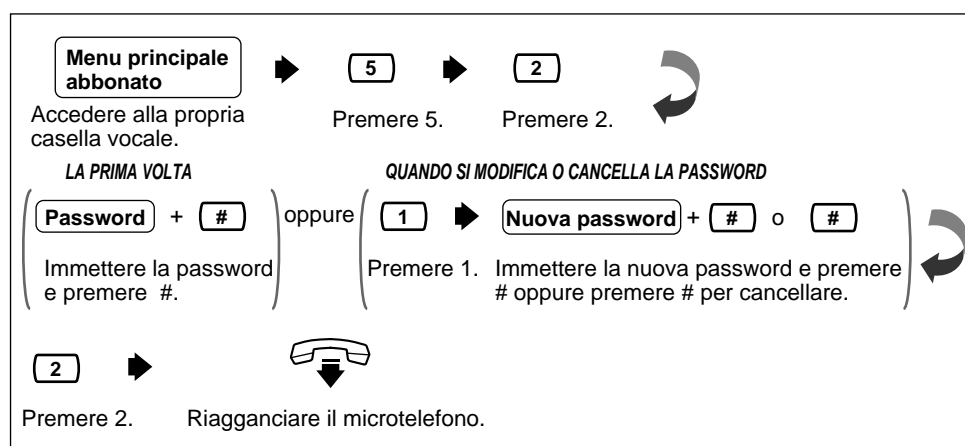 Menu principale
abbonato
5
2
Accedere alla propria
casella vocale.
Premere 5.
Premere 2.
LA PRIMA VOLTA
QUANDO SI MODIFICA O CANCELLA LA PASSWORD
Password + # oppure 1 Nuova password + # o #
Immettere la password
e premere #.
Premere 1.
Immettere la nuova password e premere
# oppure premere # per cancellare.
2
Premere 2.
Riagganciare il microtelefono.